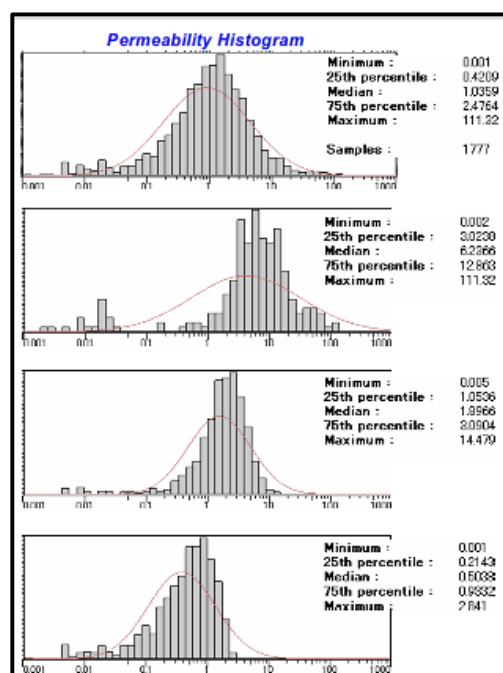 Permeability Histogram
Minimum : 0.001
25th percentile : 0.4209
Median : 1.0359
75th percentile : 2.4764
Maximum : 111.32
Samples : 1777
0.001 0.01 0.1 1 10 100 1000
Minimum : 0.002
25th percentile : 3.0238
Median : 6.2366
75th percentile : 12.863
Maximum : 111.32
0.001 0.01 0.1 1 10 100 1000
Minimum : 0.005
25th percentile : 1.0536
Median : 1.8966
75th percentile : 3.0904
Maximum : 14.479
0.001 0.01 0.1 1 10 100 1000
Minimum : 0.001
25th percentile : 0.2143
Median : 0.5038
75th percentile : 0.9332
Maximum : 2.841
0.001 0.01 0.1 1 10 100 1000